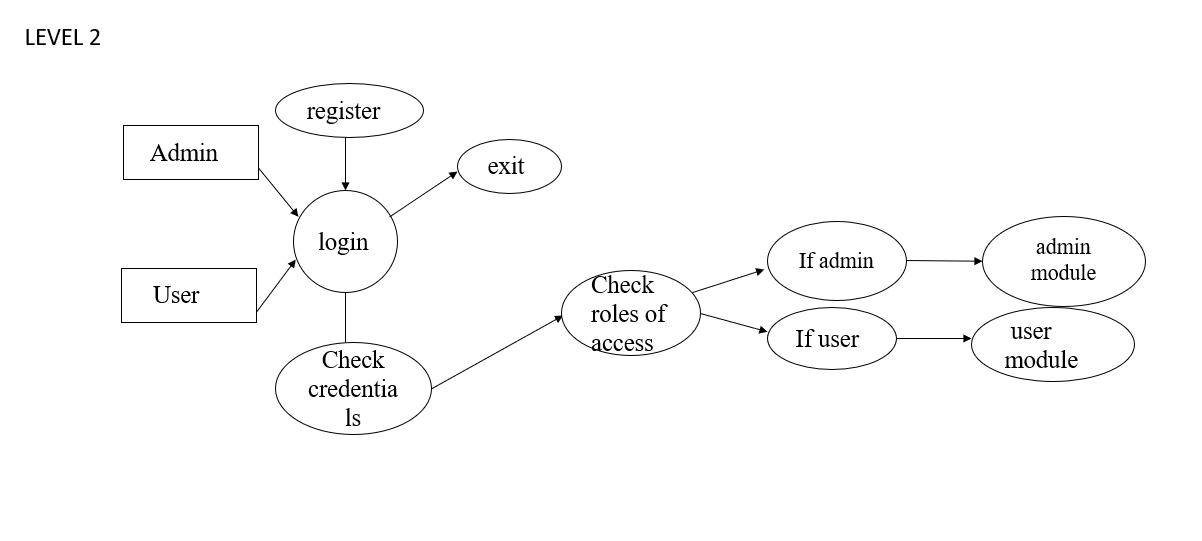 LEVEL 2
register
Admin
exit
login
User
If admin
admin
module
Check
roles of
access
If user
user
module
Check
credentia
ls